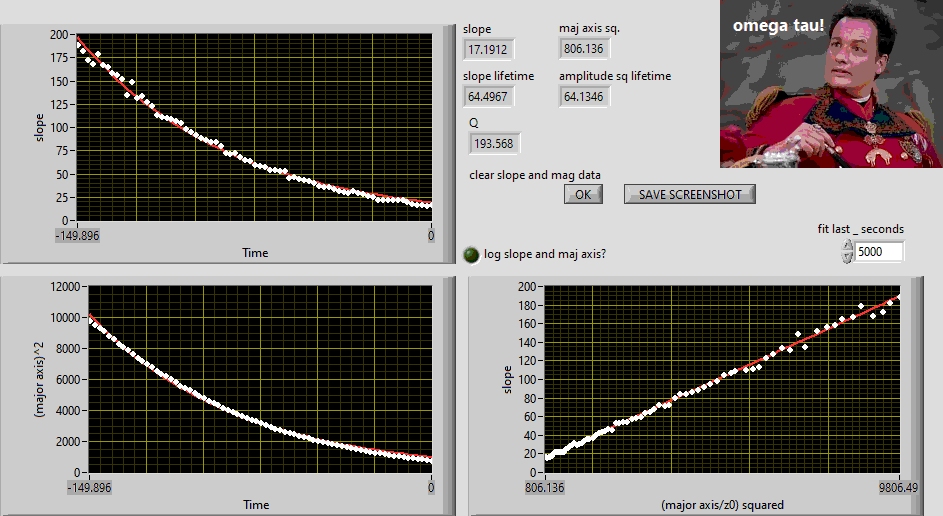 200
175
150
125
100
75
50
25
0
slope
-149.896
0
Time
slope
17.1912
maj axis sq.
806.136
slope lifetime
64.4967
amplitude sq lifetime
64.1346
Q
193.568
omega tau!
clear slope and mag data
OK
SAVE SCREENSHOT
fit last _ seconds
5000
log slope and maj axis?
12000
10000
8000
6000
4000
2000
0
(major axis)^2
-149.896
0
Time
200
180
160
140
120
100
80
60
40
20
0
slope
806.136
9806.49
(major axis/z0) squared